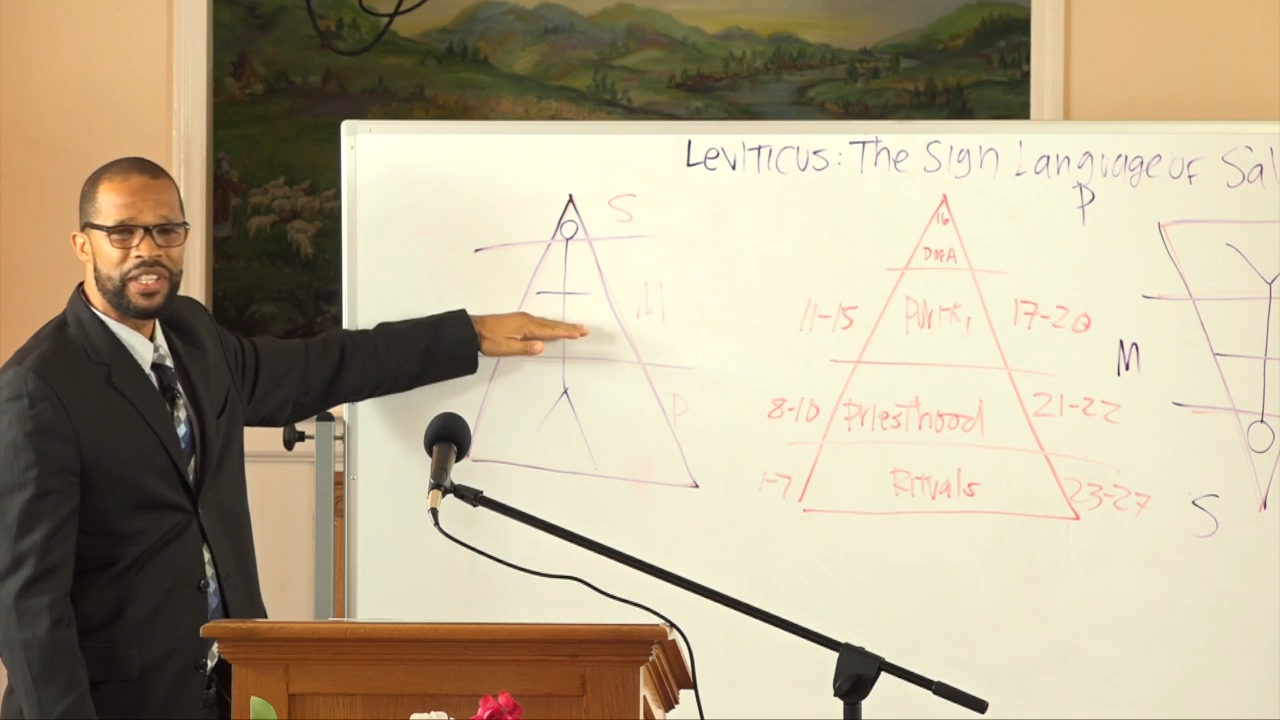 Leviticus: The Sign Language of Sal
S
M
P
16
DofA
11-15
17-20
8-10
Priesthood
21-22
1-7
Rituals
23-27
P
M
S